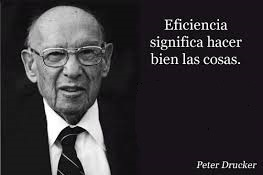 Eficiencia
significa hacer
bien las cosas.
Peter Drucker